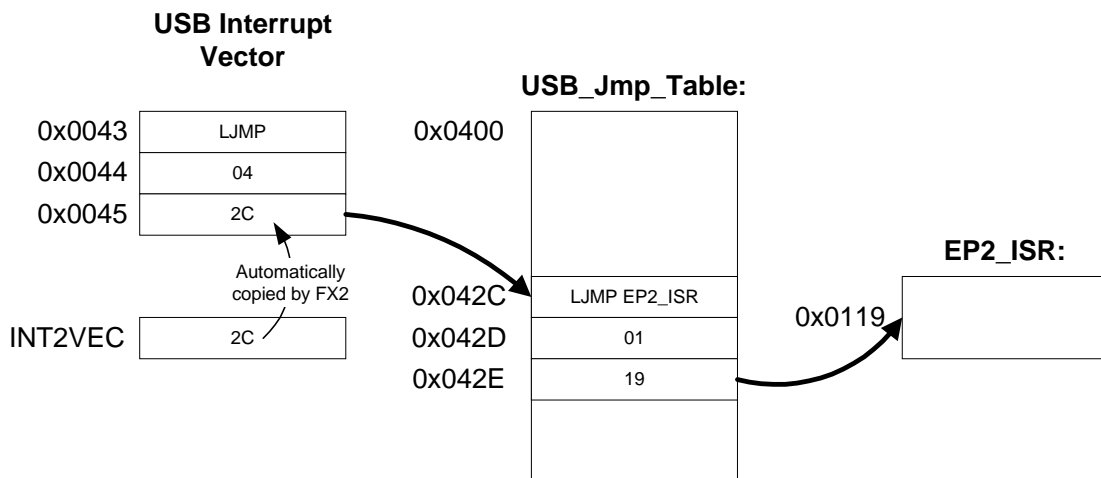 USB Interrupt
Vector
USB_Jmp_Table:
0x0043
LJMP
0x0400
0x0044
04
0x0045
2C
EP2_ISR:
Automatically
copied by FX2
0x042C
LJMP EP2_ISR
0x0119
INT2VEC
2C
0x042D
01
0x042E
19